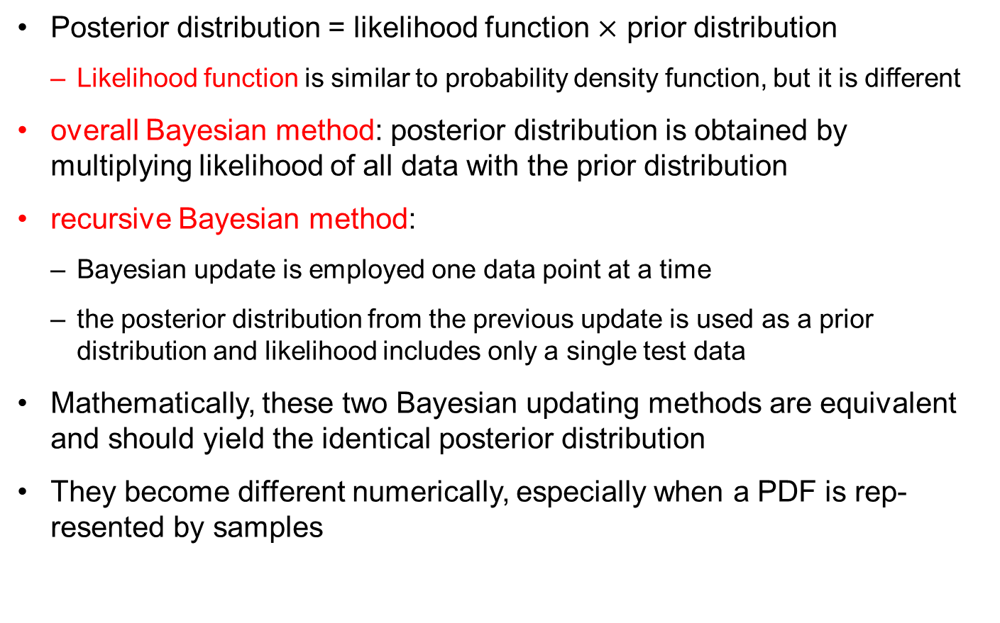 • Posterior distribution = likelihood function × prior distribution
– Likelihood function is similar to probability density function, but it is different
• overall Bayesian method: posterior distribution is obtained by
multiplying likelihood of all data with the prior distribution
• recursive Bayesian method:
– Bayesian update is employed one data point at a time
– the posterior distribution from the previous update is used as a prior
distribution and likelihood includes only a single test data
• Mathematically, these two Bayesian updating methods are equivalent
and should yield the identical posterior distribution
• They become different numerically, especially when a PDF is rep-
resented by samples